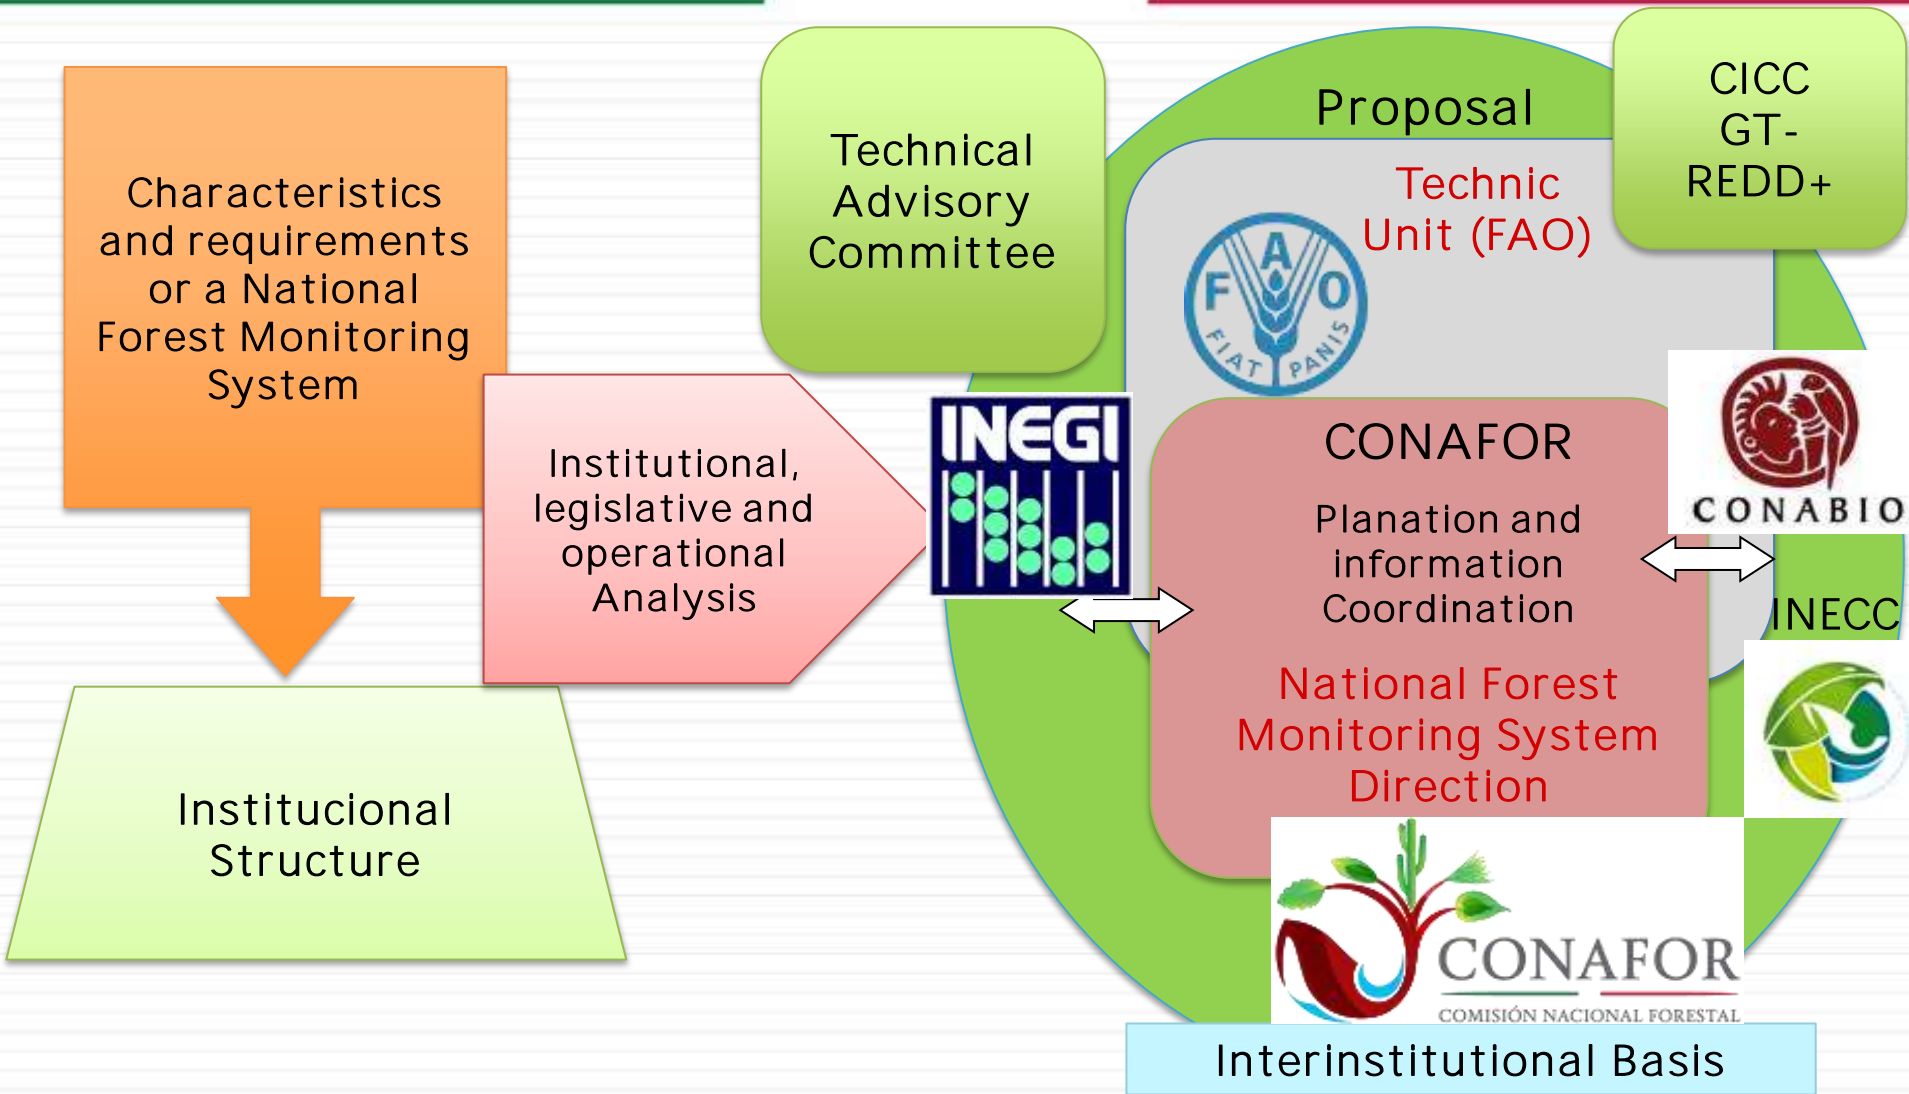 Characteristics
and requirements
or a National
Forest Monitoring
System
Institutional,
legislative and
operational
Analysis
Institucional
Structure
Technical
Advisory
Committee
Proposal
CICC
GT-
REDD+
Technic
Unit (FAO)
F A O
FIAT PANIS
INEGI
CONAFOR
Planation and
information
Coordination
National Forest
Monitoring System
Direction
CONABIO
INECC
CONAFOR
COMISIÓN NACIONAL FORESTAL
Interinstitutional Basis